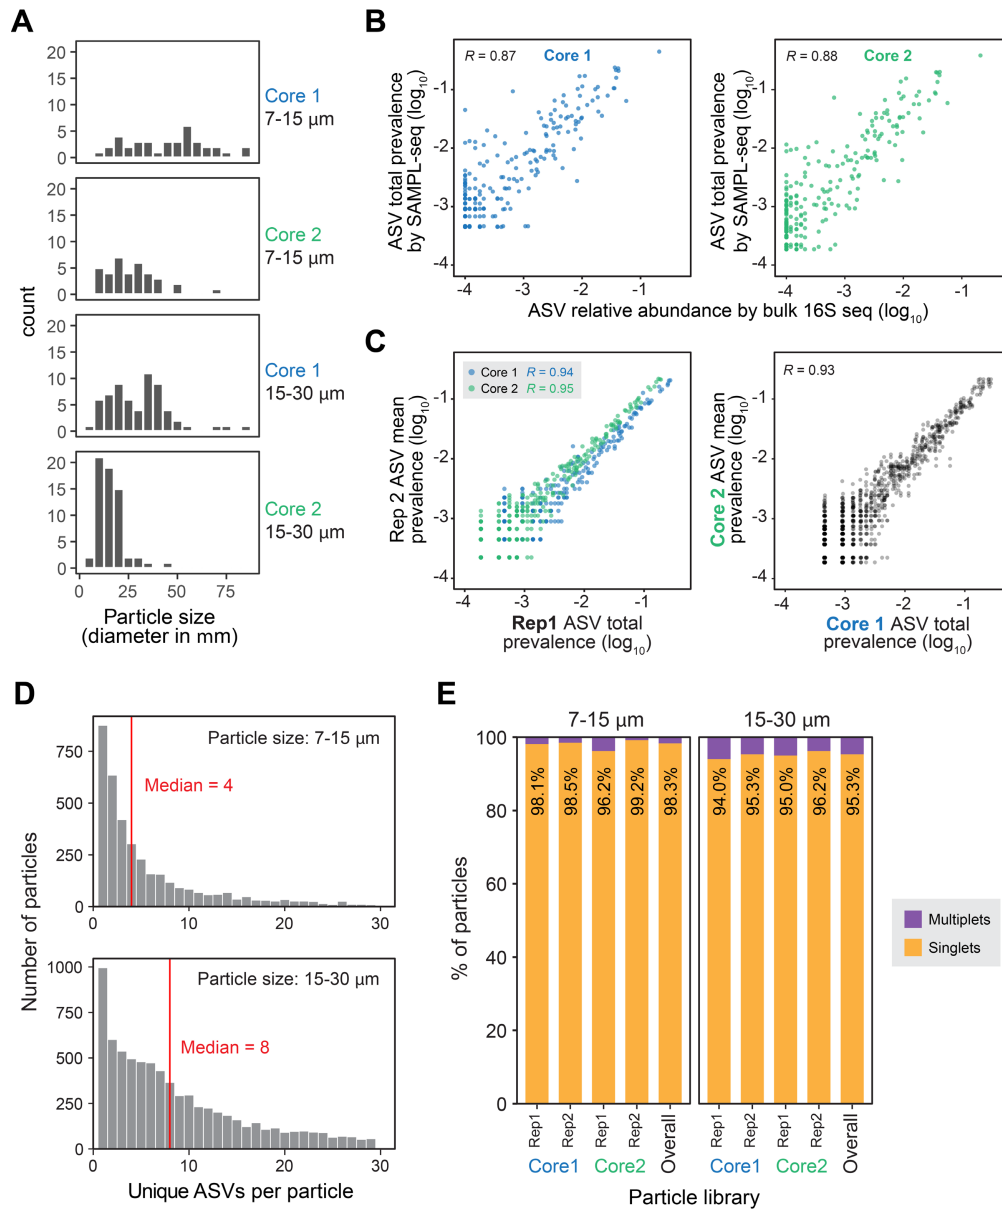 A
20
15
10
5
0
Core 1
7-15 µm
20
15
10
5
0
Core 2
7-15 µm
20
15
10
5
0
Core 1
15-30 µm
20
15
10
5
0
Core 2
15-30 µm
count
0
25
50
75
Particle size
(diameter in mm)
B
R = 0.87
Core 1
ASV total prevalence
by SAMPL-seq (log10)
-1
-2
-3
-4
-4
-3
-2
-1
R = 0.88
Core 2
ASV total prevalence
by SAMPL-seq (log10)
-1
-2
-3
-4
-4
-3
-2
-1
ASV relative abundance by bulk 16S seq (log10)
C
Core 1 R = 0.94
Core 2 R = 0.95
Rep 2 ASV mean
prevalence (log10)
-1
-2
-3
-4
-4
-3
-2
-1
Rep1 ASV total
prevalence (log10)
R = 0.93
Core 2 ASV mean
prevalence (log10)
-1
-2
-3
-4
-4
-3
-2
-1
Core 1 ASV total
prevalence (log10)
D
Particle size: 7-15 µm
Median = 4
750
500
250
0
0
10
20
30
Particle size: 15-30 µm
Median = 8
1000
750
500
250
0
0
10
20
30
Number of particles
Unique ASVs per particle
E
7-15 µm
15-30 µm
100
80
60
40
20
0
% of particles
98.1%
98.5%
96.2%
99.2%
98.3%
94.0%
95.3%
95.0%
96.2%
95.3%
Rep1
Rep2
Rep1
Rep2
Overall
Rep1
Rep2
Rep1
Rep2
Overall
Core1
Core2
Core1
Core2
Particle library
Multiplets
Singlets